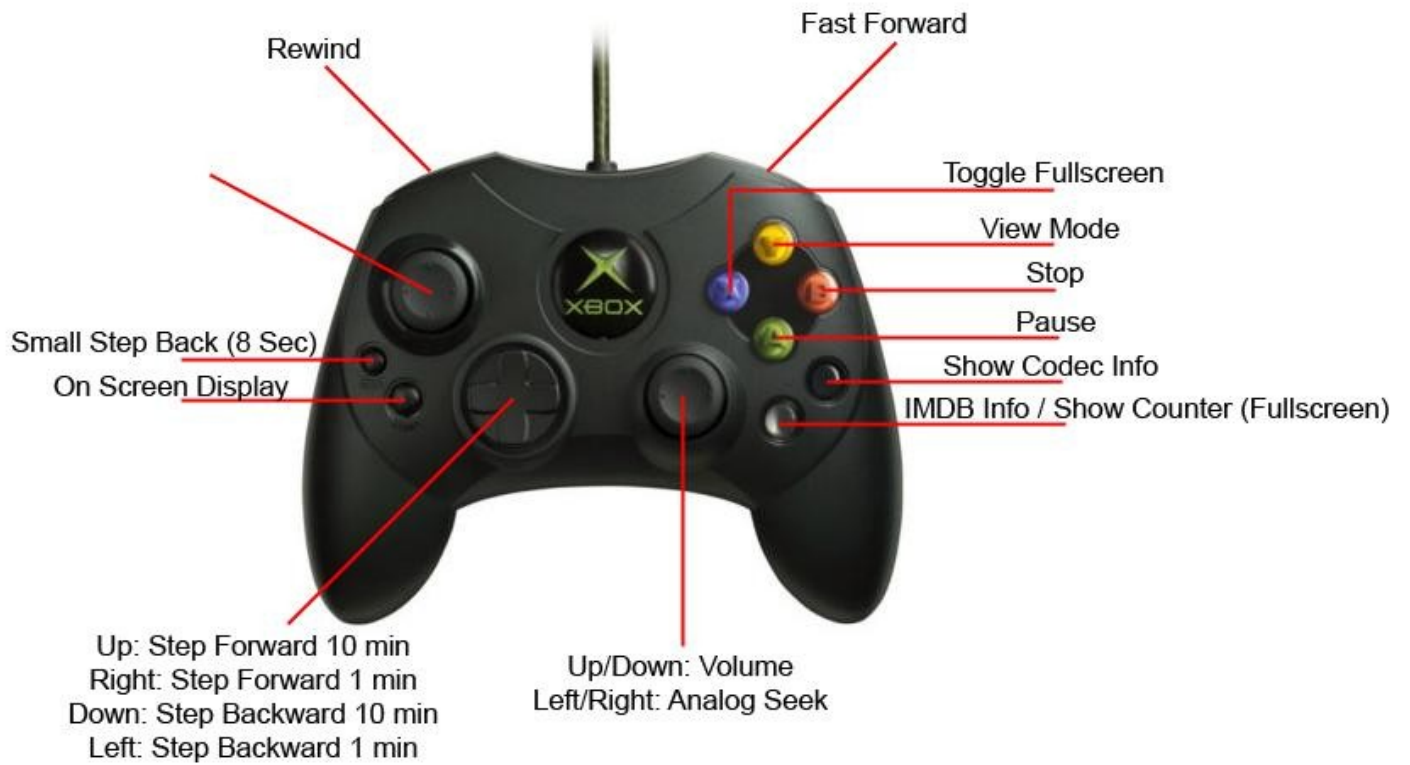 Fast Forward
Rewind
Toggle Fullscreen
View Mode
Stop
Pause
Small Step Back (8 Sec)
Show Codec Info
On Screen Display
IMDB Info / Show Counter (Fullscreen)
XBOX
X
Y
B
A
Up: Step Forward 10 min
Right: Step Forward 1 min
Down: Step Backward 10 min
Left: Step Backward 1 min
Up/Down: Volume
Left/Right: Analog Seek